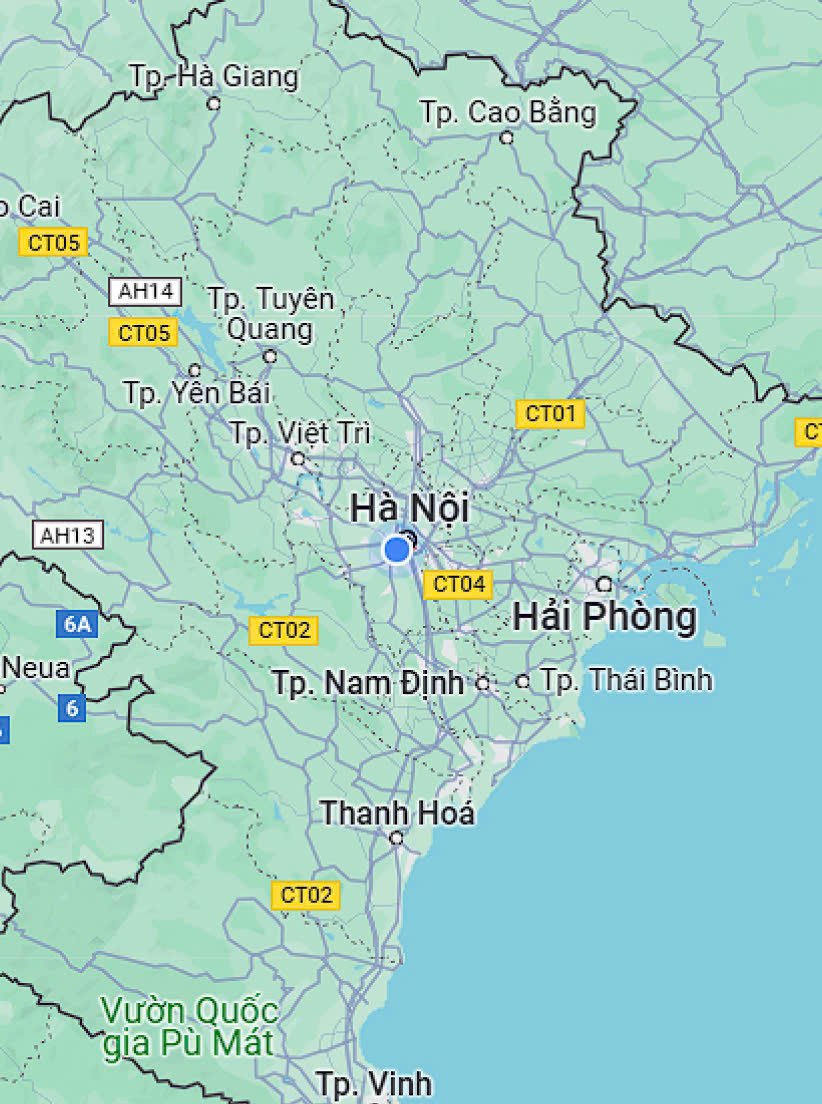 Tp. Hà Giang
Tp. Cao Bằng
o Cai
CT05
AH14
Tp. Tuyên
Quang
CT05
Tp. Yên Bái
CT01
Tp. Việt Trì
CT
Hà Nội
AH13
CT04
Hải Phòng
6A
CT02
Neua
Tp. Nam Định
Tp. Thái Bình
6
Thanh Hoá
CT02
Vườn Quốc
gia Pù Mát
Tp. Vinh